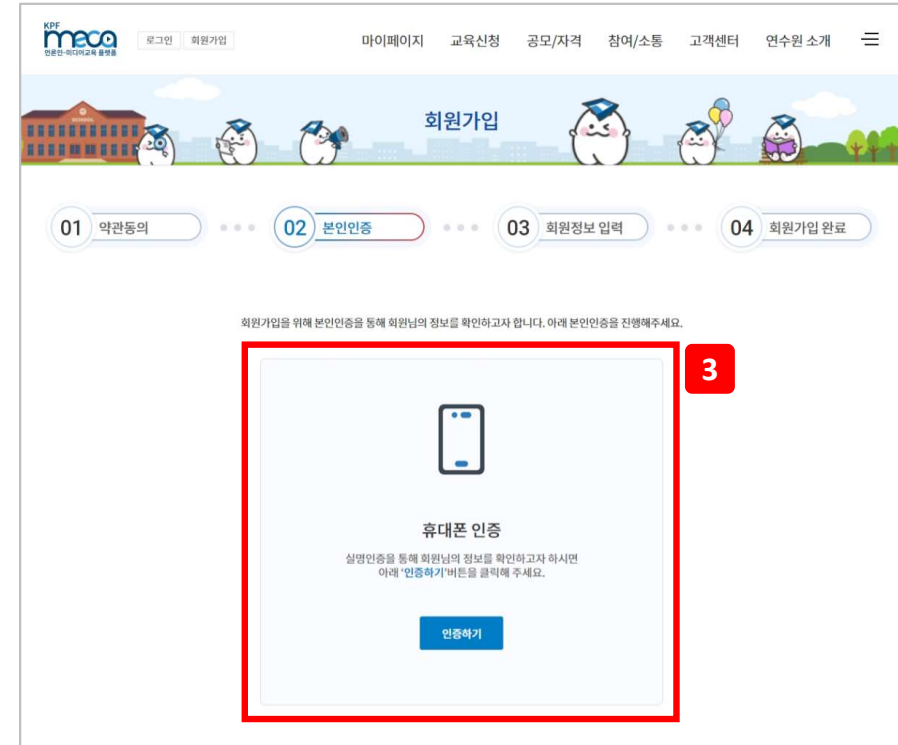 KPF
meca
언론인·미디어교육 플랫폼
로그인 회원가입
마이페이지 교육신청 공모/자격 참여/소통 고객센터 연수원 소개
SCHOOL
회원가입
01 약관동의 02 본인인증 03 회원정보 입력 04 회원가입 완료
회원가입을 위해 본인인증을 통해 회원님의 정보를 확인하고자 합니다. 아래 본인인증을 진행해주세요.
3
휴대폰 인증
실명인증을 통해 회원님의 정보를 확인하고자 하시면
아래 ‘인증하기’버튼을 클릭해 주세요.
인증하기